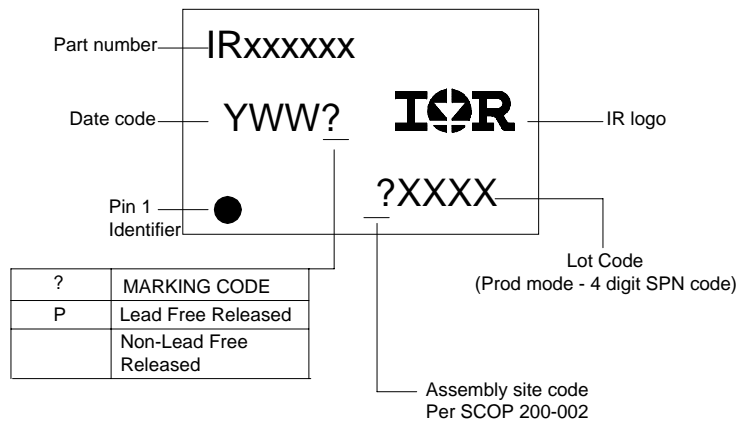 Part number
IRxxxxxx
Date code
YWW?
IOR
IR logo
?XXXX
Pin 1
Identifier
Lot Code
(Prod mode - 4 digit SPN code)
? MARKING CODE
P Lead Free Released
Non-Lead Free
Released
Assembly site code
Per SCOP 200-002